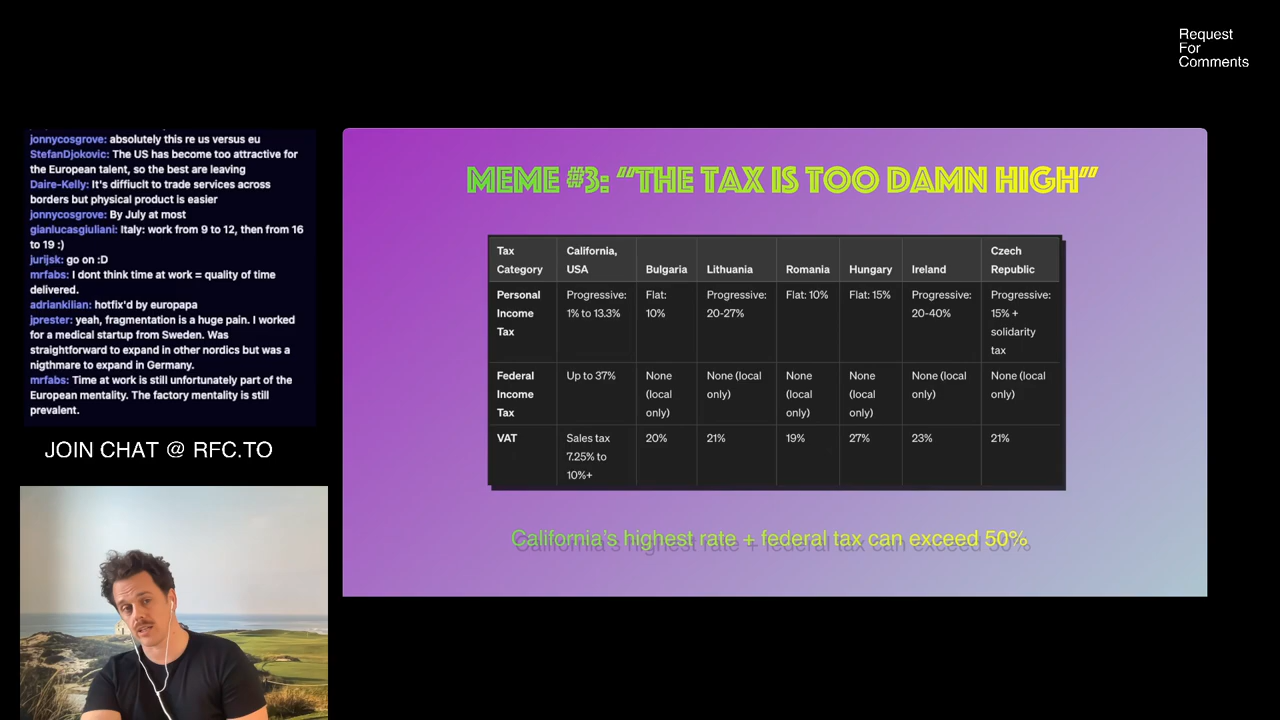 Request
For
Comments
jonnycosgrove: absolutely this re us versus eu
StefanDjokovic: The US has become too attractive for
the European talent, so the best are leaving
Daire-Kelly: It's diffiuclt to trade services across
borders but physical product is easier
jonnycosgrove: By July at most
gianlucasgiuliani: Italy: work from 9 to 12, then from 16
to 19 :)
jurijsk: go on :D
mrfabs: I dont think time at work = quality of time
delivered.
adriankilian: hotfix'd by europapa
jprester: yeah, fragmentation is a huge pain. I worked
for a medical startup from Sweden. Was
straightforward to expand in other nordics but was a
nigthmare to expand in Germany.
mrfabs: Time at work is still unfortunately part of the
European mentality. The factory mentality is still
prevalent.
JOIN CHAT @ RFC.TO
MEME #3: “THE TAX IS TOO DAMN HIGH”
Tax
Category
California,
USA
Bulgaria
Lithuania
Romania
Hungary
Ireland
Czech
Republic
Personal
Income
Tax
Progressive:
1% to 13.3%
Flat:
10%
Progressive:
20-27%
Flat: 10%
Flat: 15%
Progressive:
20-40%
Progressive:
15% +
solidarity
tax
Federal
Income
Tax
Up to 37%
None
(local
only)
None (local
only)
None
(local
only)
None
(local
only)
None (local
only)
None (local
only)
VAT
Sales tax
7.25% to
10%+
20%
21%
19%
27%
23%
21%
California's highest rate + federal tax can exceed 50%